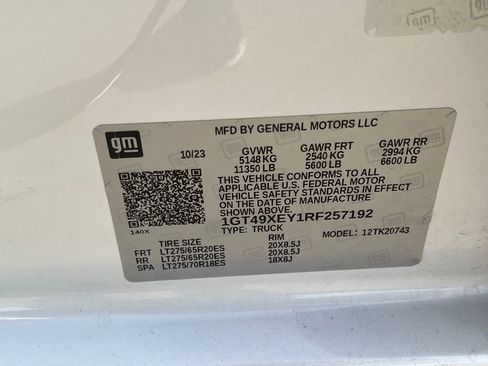 gm
MFD BY GENERAL MOTORS LLC
10/23 GVWR GAWR FRT GAWR RR
5148 KG 2540 KG 2994 KG
11350 LB 5600 LB 6600 LB
THIS VEHICLE CONFORMS TO ALL
APPLICABLE U.S. FEDERAL MOTOR
VEHICLE SAFETY STANDARDS IN EFFECT
ON THE DATE OF MANUFACTURE
SHOWN ABOVE
1GT49XEY1RF257192
140X TYPE: TRUCK MODEL: 12TK20743
TIRE SIZE RIM
FRT LT275/65R20ES 20X8.5J
RR LT275/65R20ES 20X8.5J
SPA LT275/70R18ES 18X8J